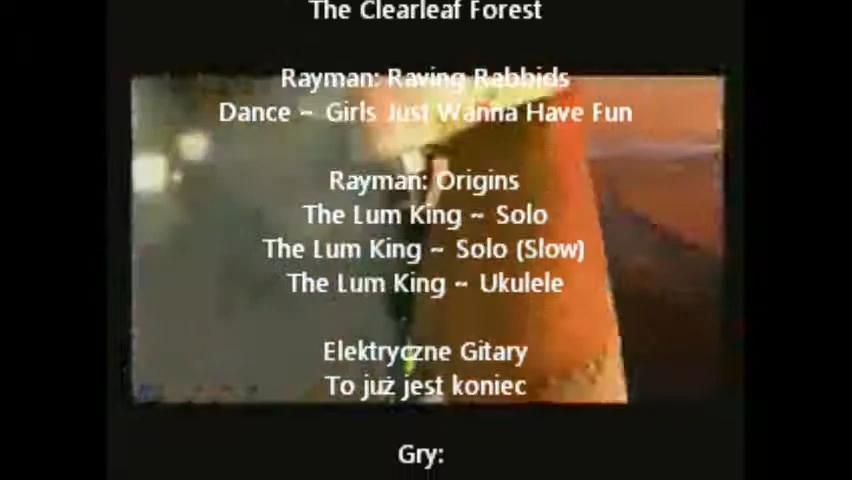 The Clearleaf Forest
Rayman: Raving Rabbids
Dance ~ Girls Just Wanna Have Fun
Rayman: Origins
The Lum King ~ Solo
The Lum King ~ Solo (Slow)
The Lum King ~ Ukulele
Elektryczne Gitary
To już jest koniec
Gry: